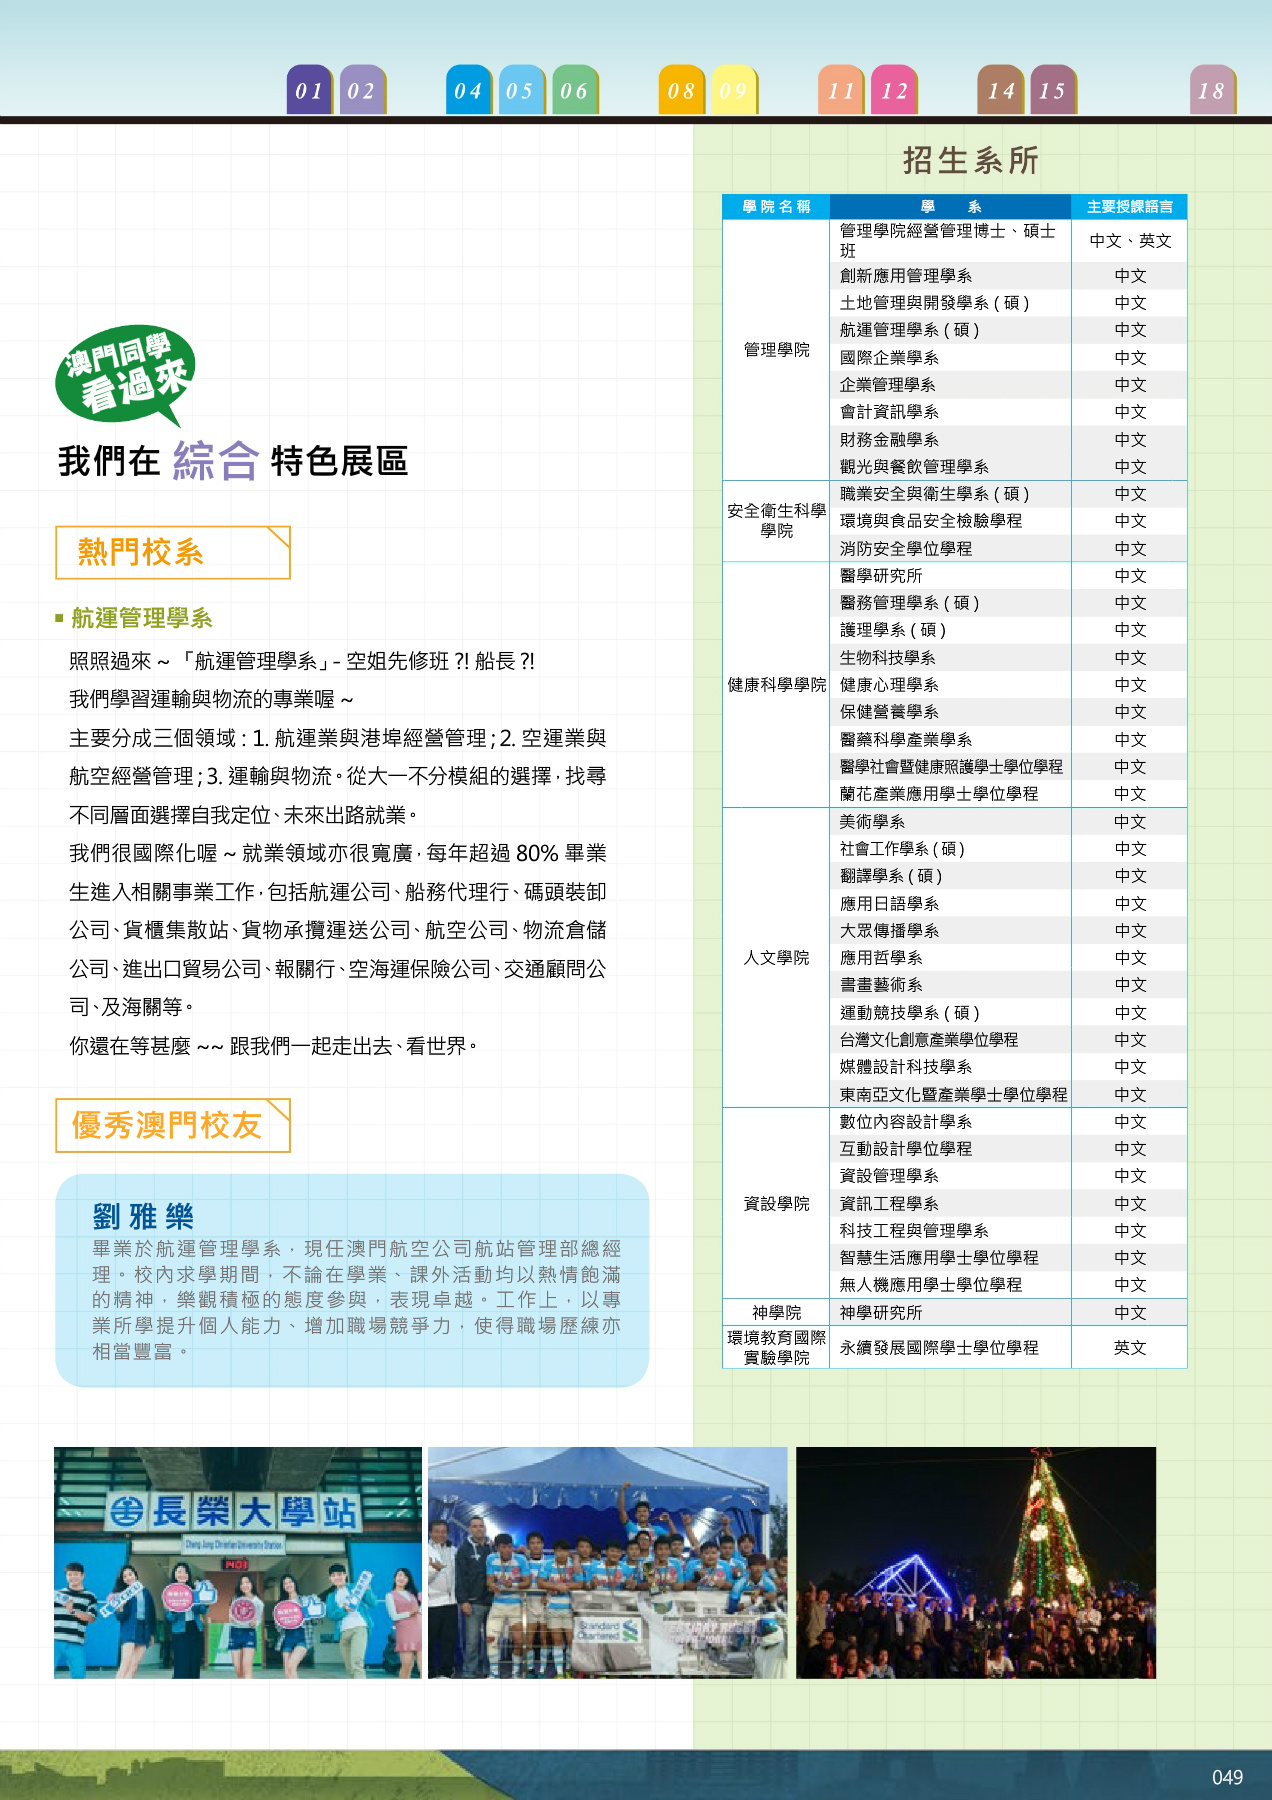 01 02 04 05 06 08 09 11 12 14 15 18
澳門同學
看過來
我們在 綜合 特色展區
熱門校系
航運管理學系
照照過來 ~ 「航運管理學系」- 空姐先修班 ?! 船長 ?!
我們學習運輸與物流的專業喔 ~
主要分成三個領域 : 1. 航運業與港埠經營管理 ; 2. 空運業與
航空經營管理 ; 3. 運輸與物流。從大一不分模組的選擇，找尋
不同層面選擇自我定位、未來出路就業。
我們很國際化喔 ~ 就業領域亦很寬廣，每年超過 80% 畢業
生進入相關事業工作，包括航運公司、船務代理行、碼頭裝卸
公司、貨櫃集散站、貨物承攬運送公司、航空公司、物流倉儲
公司、進出口貿易公司、報關行、空海運保險公司、交通顧問公
司、及海關等。
你還在等甚麼 ~~ 跟我們一起走出去、看世界。
優秀澳門校友
劉雅樂
畢業於航運管理學系，現任澳門航空公司航站管理部總經
理。校內求學期間，不論在學業、課外活動均以熱情飽滿
的精神，樂觀積極的態度參與，表現卓越。工作上，以專
業所學提升個人能力、增加職場競爭力，使得職場歷練亦
相當豐富。
招生系所
學院名稱 學系 主要授課語言
管理學院
管理學院經營管理博士、碩士
班 中文、英文
創新應用管理學系 中文
土地管理與開發學系 ( 碩 ) 中文
航運管理學系 ( 碩 ) 中文
國際企業學系 中文
企業管理學系 中文
會計資訊學系 中文
財務金融學系 中文
觀光與餐飲管理學系 中文
安全衛生科學
學院
職業安全與衛生學系 ( 碩 ) 中文
環境與食品安全檢驗學程 中文
消防安全學位學程 中文
健康科學學院
醫學研究所 中文
醫務管理學系 ( 碩 ) 中文
護理學系 ( 碩 ) 中文
生物科技學系 中文
健康心理學系 中文
保健營養學系 中文
醫藥科學產業學系 中文
醫學社會暨健康照護學士學位學程 中文
蘭花產業應用學士學位學程 中文
人文學院
美術學系 中文
社會工作學系 ( 碩 ) 中文
翻譯學系 ( 碩 ) 中文
應用日語學系 中文
大眾傳播學系 中文
應用哲學系 中文
書畫藝術系 中文
運動競技學系 ( 碩 ) 中文
台灣文化創意產業學位學程 中文
媒體設計科技學系 中文
東南亞文化暨產業學士學位學程 中文
資設學院
數位內容設計學系 中文
互動設計學位學程 中文
資設管理學系 中文
資訊工程學系 中文
科技工程與管理學系 中文
智慧生活應用學士學位學程 中文
無人機應用學士學位學程 中文
神學院 神學研究所 中文
環境教育國際
實驗學院
永續發展國際學士學位學程 英文
長榮大學站
Chang Jung Christian University Station
Standard
Chartered
TERTIARY RUGBY
049